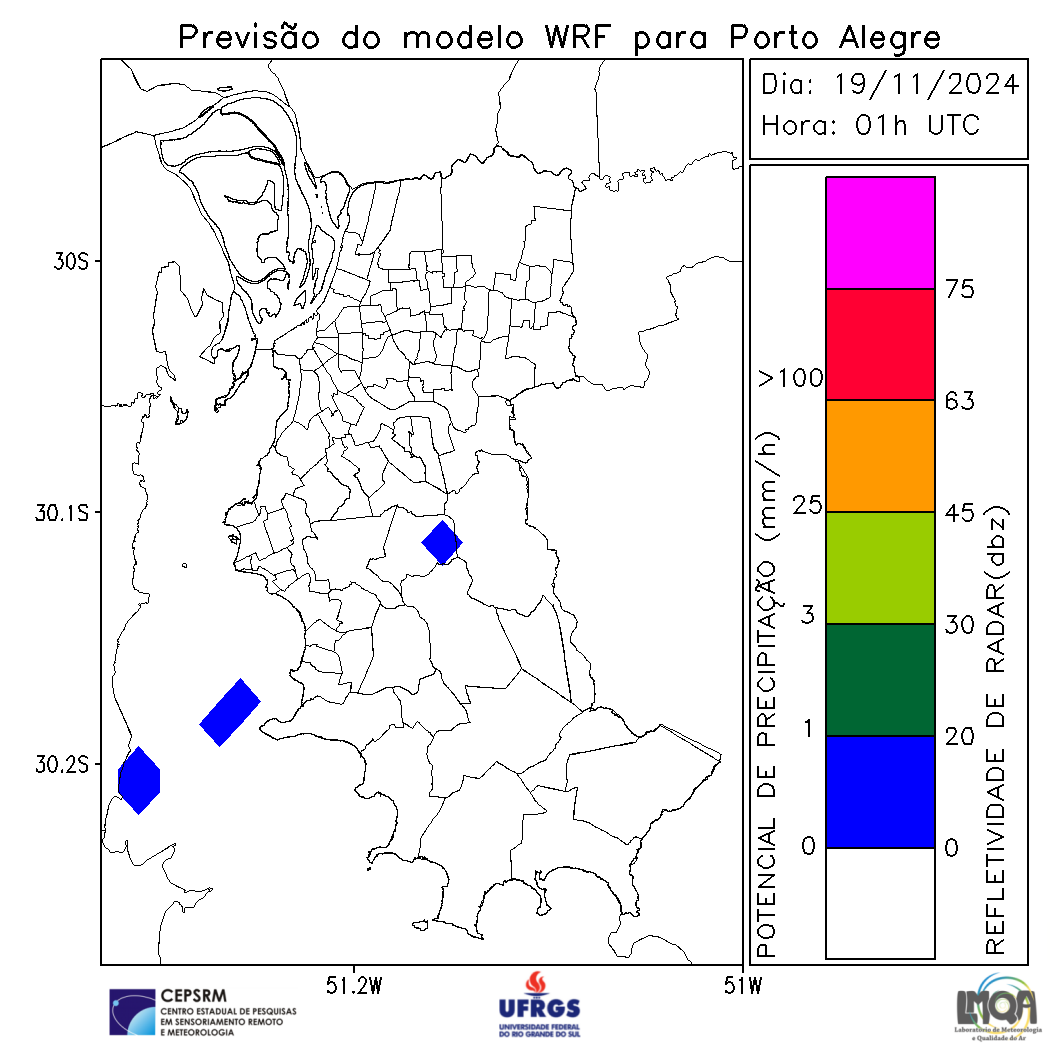 Previsão do modelo WRF para Porto Alegre
Dia: 19/11/2024
Hora: 01h UTC
30S
30.1S
30.2S
51.2W
51W
POTENCIAL DE PRECIPITAÇÃO (mm/h)
>100
25
3
1
0
75
63
45
30
20
0
REFLETIVIDADE DE RADAR(dbz)
CEPSRM
CENTRO ESTADUAL DE PESQUISAS
EM SENSORIAMENTO REMOTO
E METEOROLOGIA
UFRGS
UNIVERSIDADE FEDERAL
DO RIO GRANDE DO SUL
LMQA
Laboratório de Meteorologia
e Qualidade do Ar